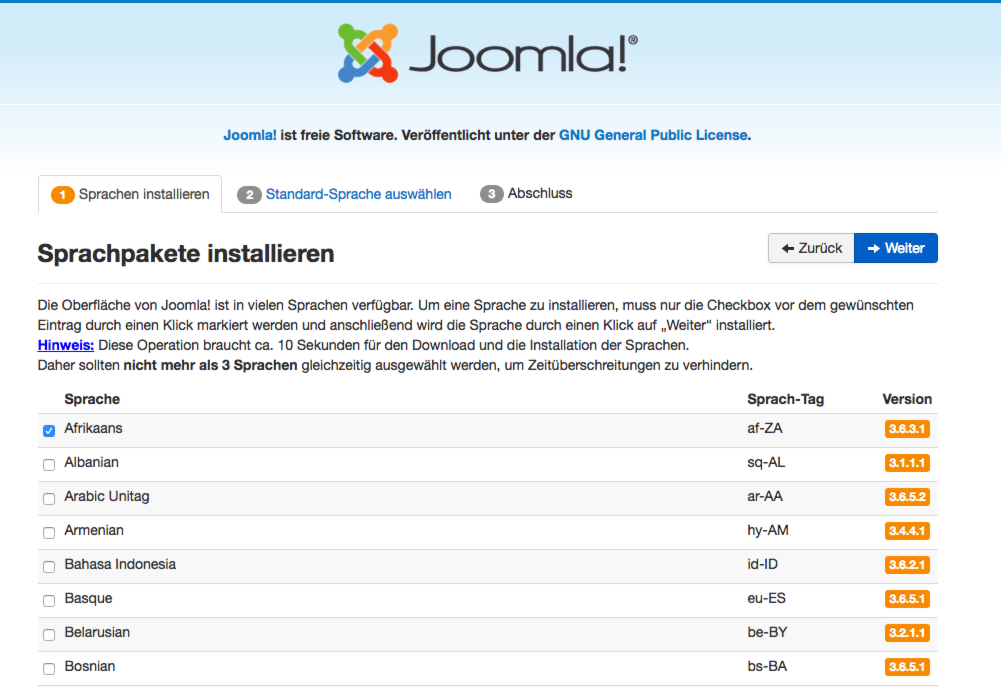 Joomla!®
Joomla! ist freie Software. Veröffentlicht unter der GNU General Public License.
1 Sprachen installieren 2 Standard-Sprache auswählen 3 Abschluss
Sprachpakete installieren
← Zurück → Weiter
Die Oberfläche von Joomla! ist in vielen Sprachen verfügbar. Um eine Sprache zu installieren, muss nur die Checkbox vor dem gewünschten
Eintrag durch einen Klick markiert werden und anschließend wird die Sprache durch einen Klick auf „Weiter“ installiert.
Hinweis: Diese Operation braucht ca. 10 Sekunden für den Download und die Installation der Sprachen.
Daher sollten nicht mehr als 3 Sprachen gleichzeitig ausgewählt werden, um Zeitüberschreitungen zu verhindern.
Sprache Sprach-Tag Version
Afrikaans af-ZA 3.6.3.1
Albanian sq-AL 3.1.1.1
Arabic Unitag ar-AA 3.6.5.2
Armenian hy-AM 3.4.4.1
Bahasa Indonesia id-ID 3.6.2.1
Basque eu-ES 3.6.5.1
Belarusian be-BY 3.2.1.1
Bosnian bs-BA 3.6.5.1